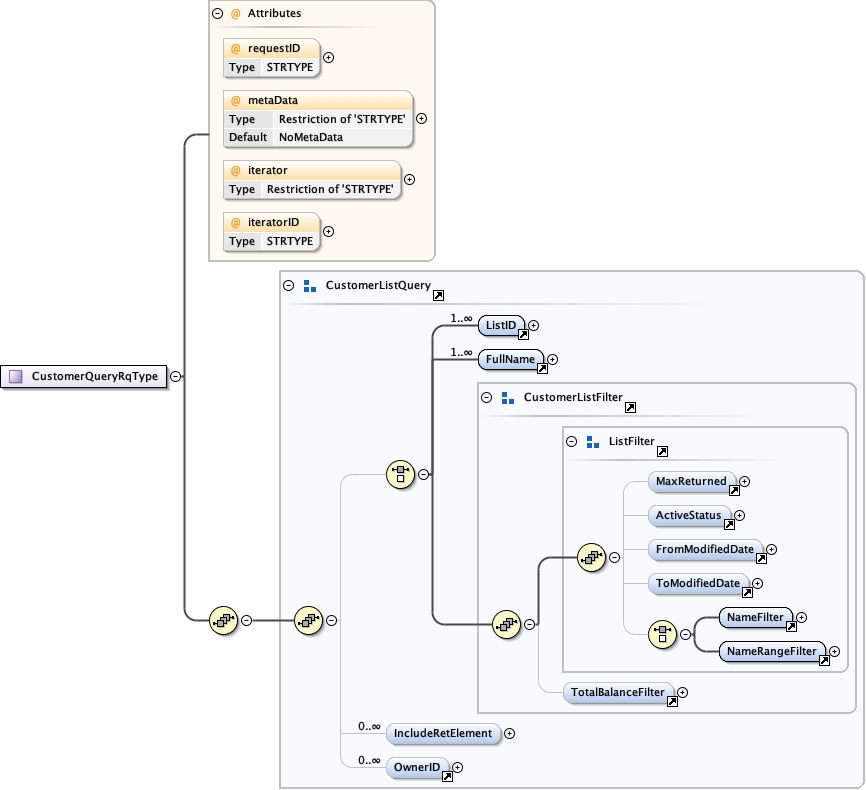 @ Attributes
@ requestID
Type STRTYPE
@ metaData
Type Restriction of 'STRTYPE'
Default NoMetaData
@ iterator
Type Restriction of 'STRTYPE'
@ iteratorID
Type STRTYPE
CustomerQueryRqType
CustomerListQuery
1..∞ ListID
1..∞ FullName
CustomerListFilter
ListFilter
MaxReturned
ActiveStatus
FromModifiedDate
ToModifiedDate
NameFilter
NameRangeFilter
TotalBalanceFilter
0..∞ IncludeRetElement
0..∞ OwnerID